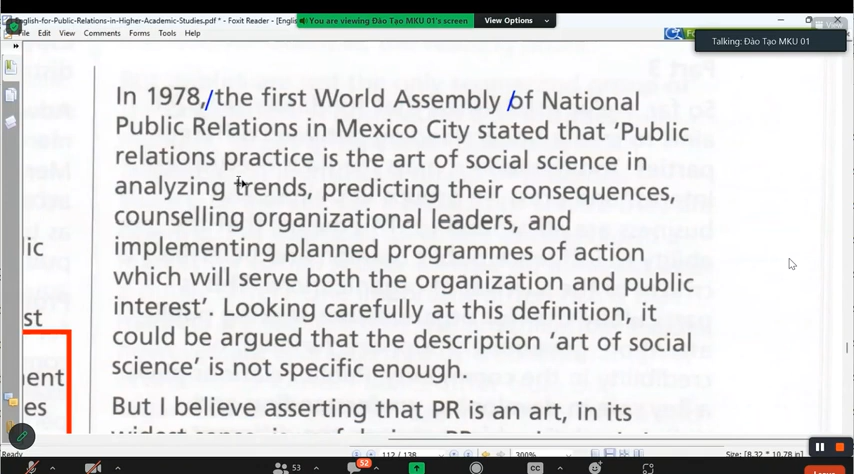 English-for-Public-Relations-in-Higher-Academic-Studies.pdf * - Foxit Reader - [English
You are viewing Đào Tạo MKU 01's screen
View Options
View
File Edit View Comments Forms Tools Help
Talking: Đào Tạo MKU 01
In 1978, the first World Assembly of National
Public Relations in Mexico City stated that 'Public
relations practice is the art of social science in
analyzing trends, predicting their consequences,
counselling organizational leaders, and
implementing planned programmes of action
which will serve both the organization and public
interest'. Looking carefully at this definition, it
could be argued that the description 'art of social
science' is not specific enough.
But I believe asserting that PR is an art, in its
lic
st
ent
es
Ready
112 / 138
300%
Size: [8.32 * 10.78 in]
53
52
CC
Leave